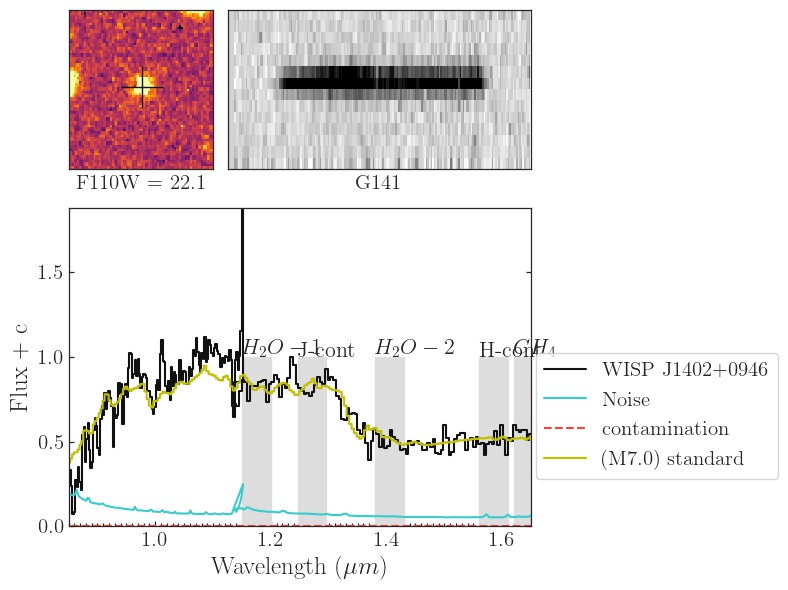 F110W = 22.1
G141
Flux + c
1.5
1.0
0.5
0.0
H₂O − 1
J-cont
H₂O − 2
H-cont
CH₄
WISP J1402+0946
Noise
contamination
(M7.0) standard
1.0
1.2
1.4
1.6
Wavelength (μm)